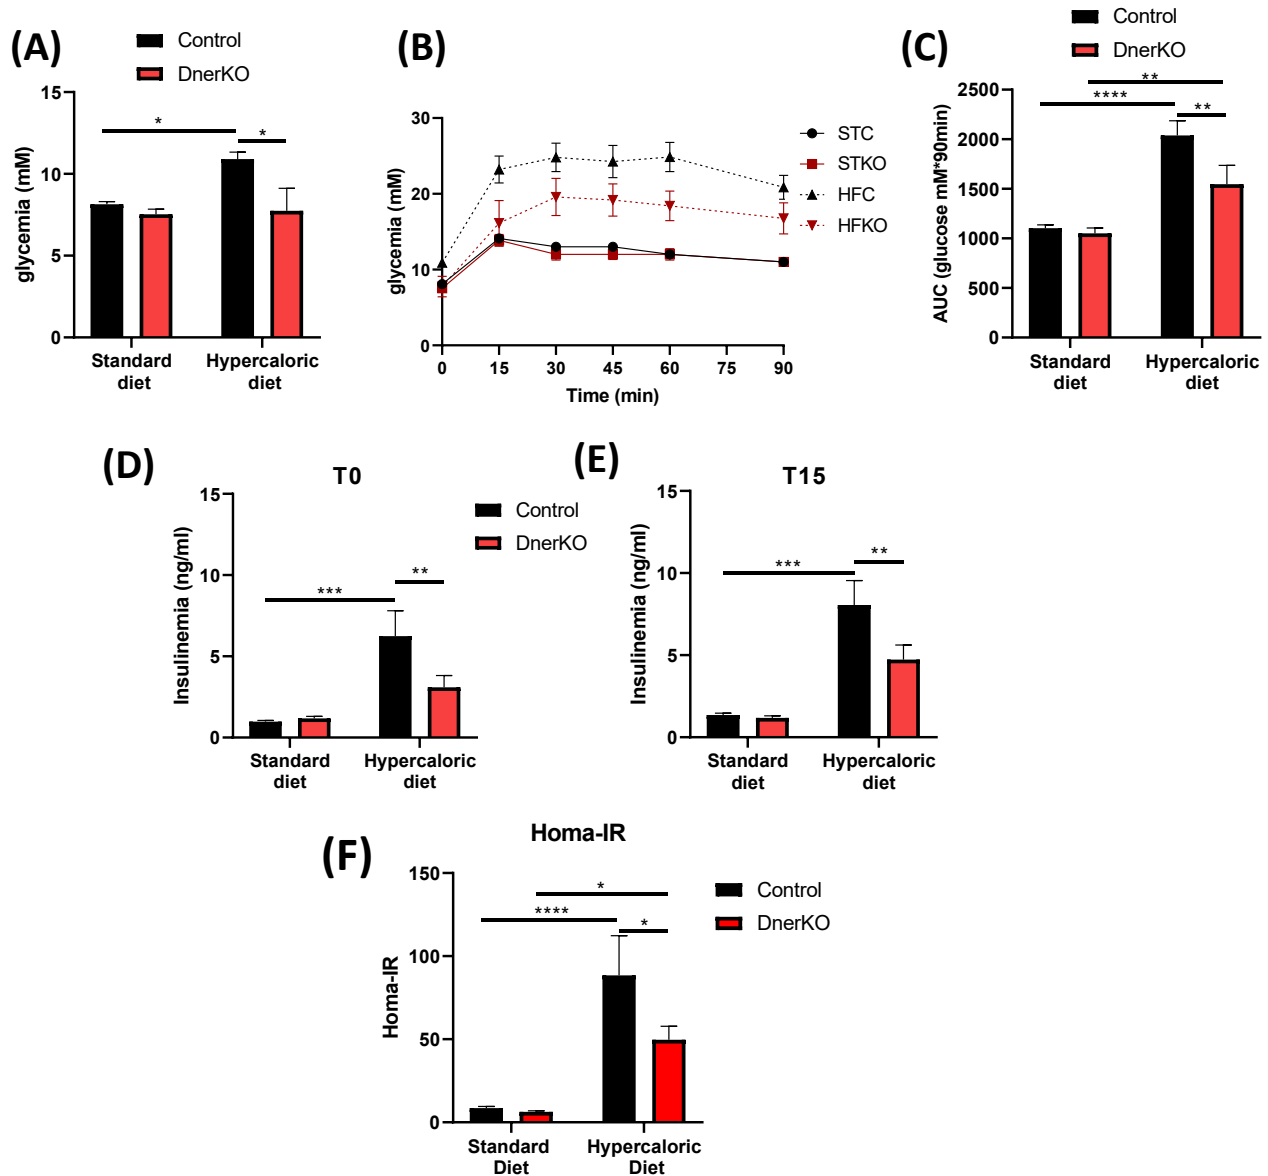 (A)
Control
DnerKO
15
10
5
0
glycemia (mM)
*
*
Standard
diet
Hypercaloric
diet
(B)
30
20
10
0
glycemia (mM)
0 15 30 45 60 75 90
Time (min)
STC
STKO
HFC
HFKO
(C)
Control
DnerKO
2500
2000
1500
1000
500
0
AUC (glucose mM*90min)
**
****
**
Standard
diet
Hypercaloric
diet
(D)
T0
15
10
5
0
Insulinemia (ng/ml)
***
**
Standard
diet
Hypercaloric
diet
Control
DnerKO
(E)
T15
15
10
5
0
Insulinemia (ng/ml)
***
**
Standard
diet
Hypercaloric
diet
(F)
Homa-IR
150
100
50
0
Homa-IR
*
****
*
Standard
Diet
Hypercaloric
Diet
Control
DnerKO